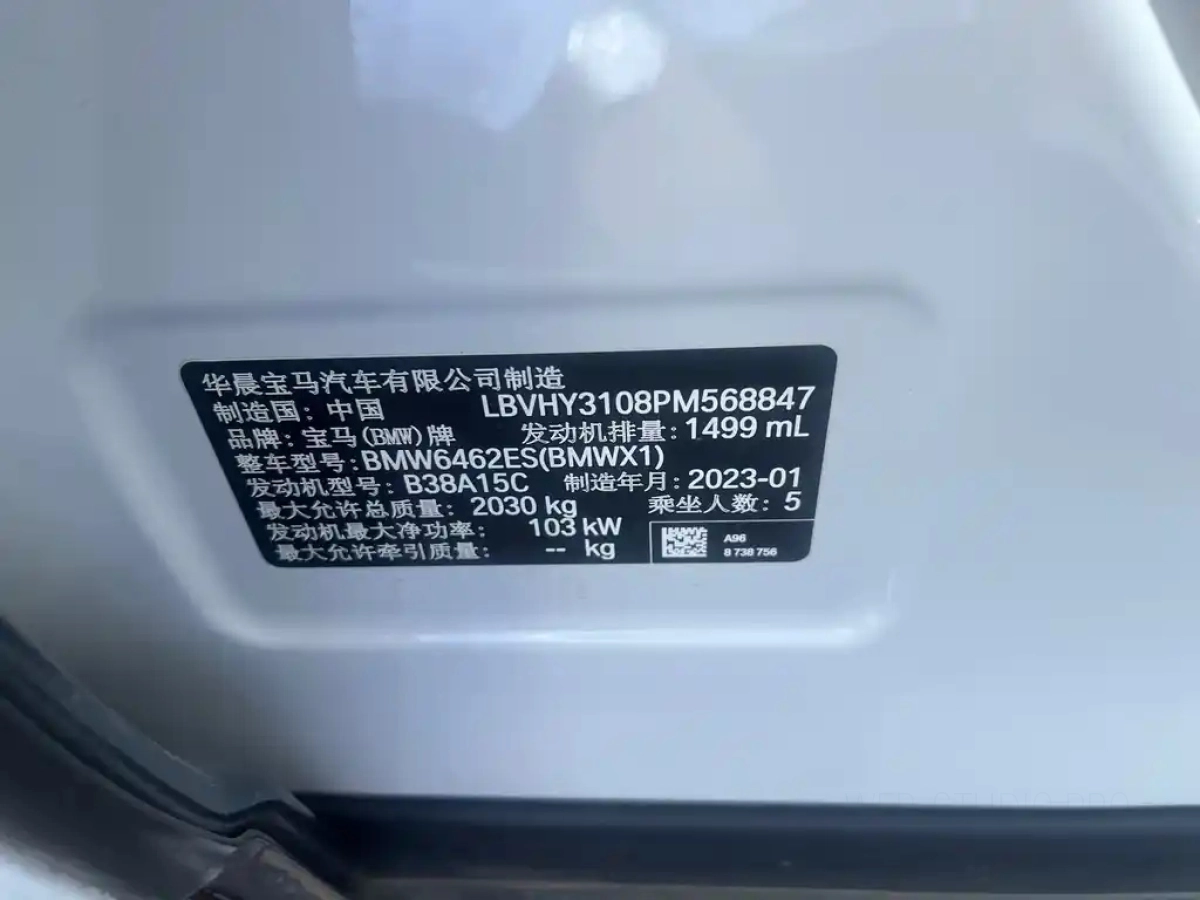 华晨宝马汽车有限公司制造
制造国：中国 LBVHY3108PM568847
品牌：宝马(BMW)牌 发动机排量：1499 mL
整车型号：BMW6462ES(BMWX1)
发动机型号：B38A15C 制造年月：2023-01
最大允许总质量：2030 kg 乘坐人数：5
发动机最大净功率：103 kW
最大允许牵引质量：-- kg
A96
8 738 756